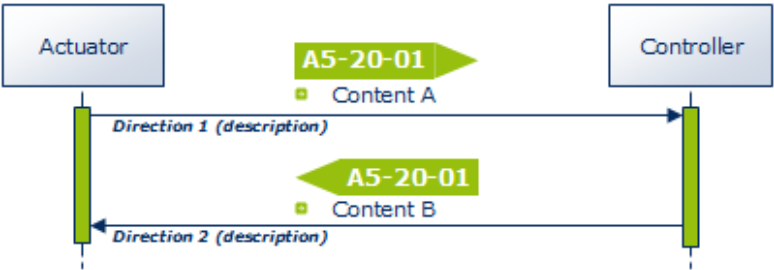 Actuator
Controller
A5-20-01
Content A
Direction 1 (description)
A5-20-01
Content B
Direction 2 (description)